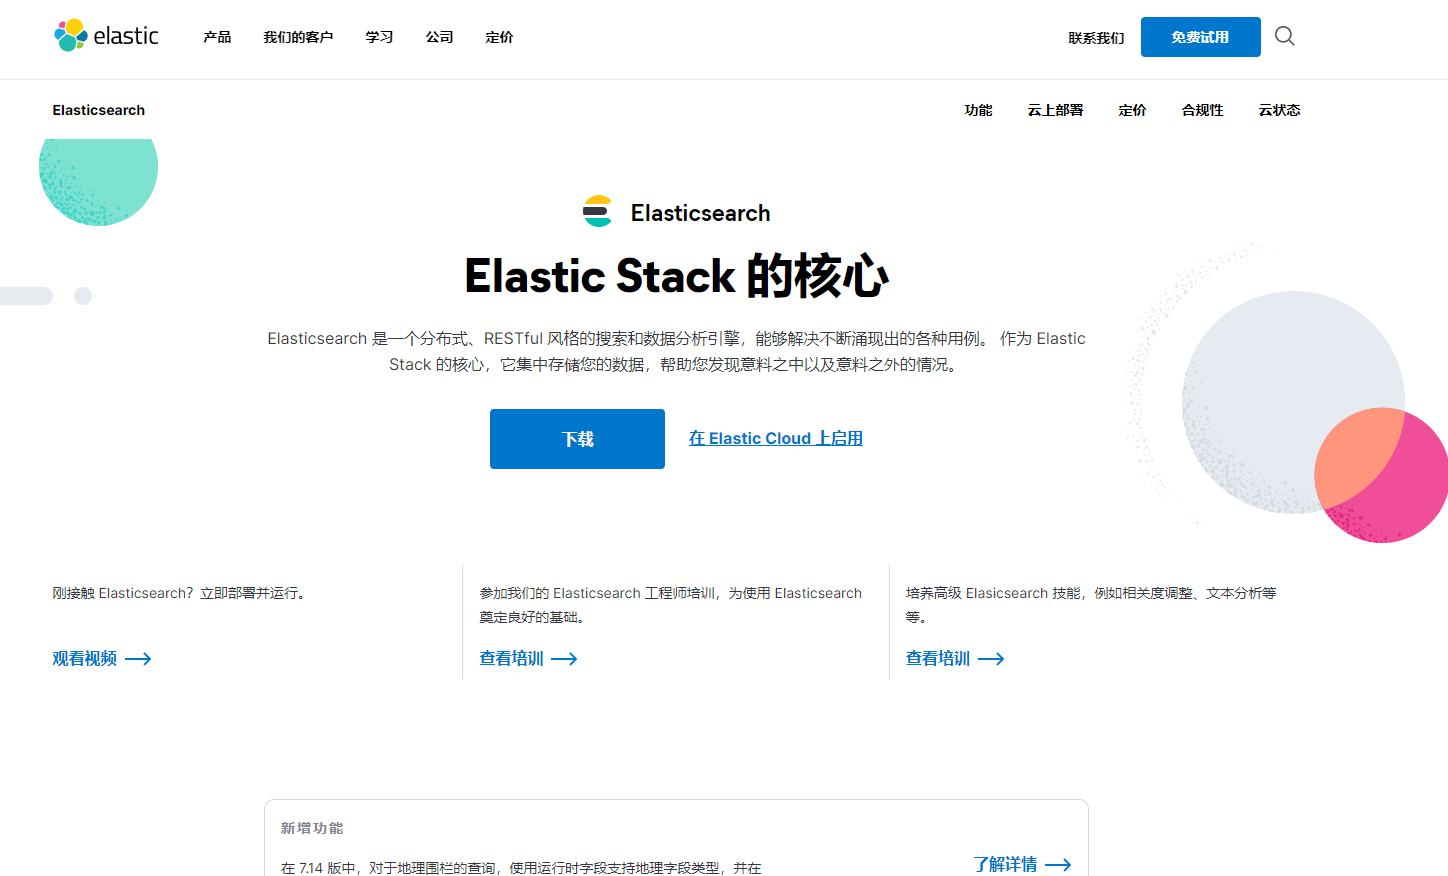 elastic 产品 我们的客户 学习 公司 定价 联系我们 免费试用
Elasticsearch 功能 云上部署 定价 合规性 云状态
Elasticsearch
Elastic Stack 的核心
Elasticsearch 是一个分布式、RESTful 风格的搜索和数据分析引擎，能够解决不断涌现出的各种用例。 作为 Elastic
Stack 的核心，它集中存储您的数据，帮助您发现意料之中以及意料之外的情况。
下载 在 Elastic Cloud 上启用
刚接触 Elasticsearch？立即部署并运行。
观看视频
参加我们的 Elasticsearch 工程师培训，为使用 Elasticsearch
奠定良好的基础。
查看培训
培养高级 Elasicsearch 技能，例如相关度调整、文本分析等
等。
查看培训
新增功能
在 7.14 版中，对于地理围栏的查询，使用运行时字段支持地理字段类型，并在
了解详情